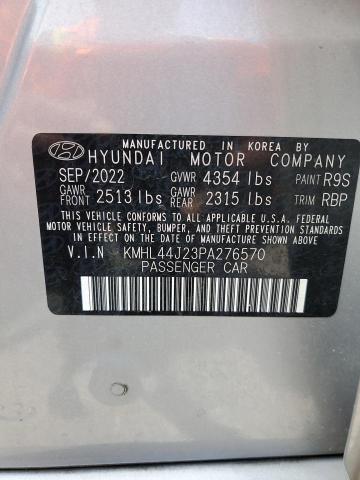 MANUFACTURED IN KOREA BY
HYUNDAI MOTOR COMPANY
SEP/2022 GVWR 4354 lbs PAINT R9S
GAWR FRONT 2513 lbs GAWR REAR 2315 lbs TRIM RBP
THIS VEHICLE CONFORMS TO ALL APPLICABLE U.S.A. FEDERAL
MOTOR VEHICLE SAFETY, BUMPER, AND THEFT PREVENTION
STANDARDS IN EFFECT ON THE DATE OF MANUFACTURE SHOWN ABOVE.
V.I.N KMHL44J23PA276570
PASSENGER CAR